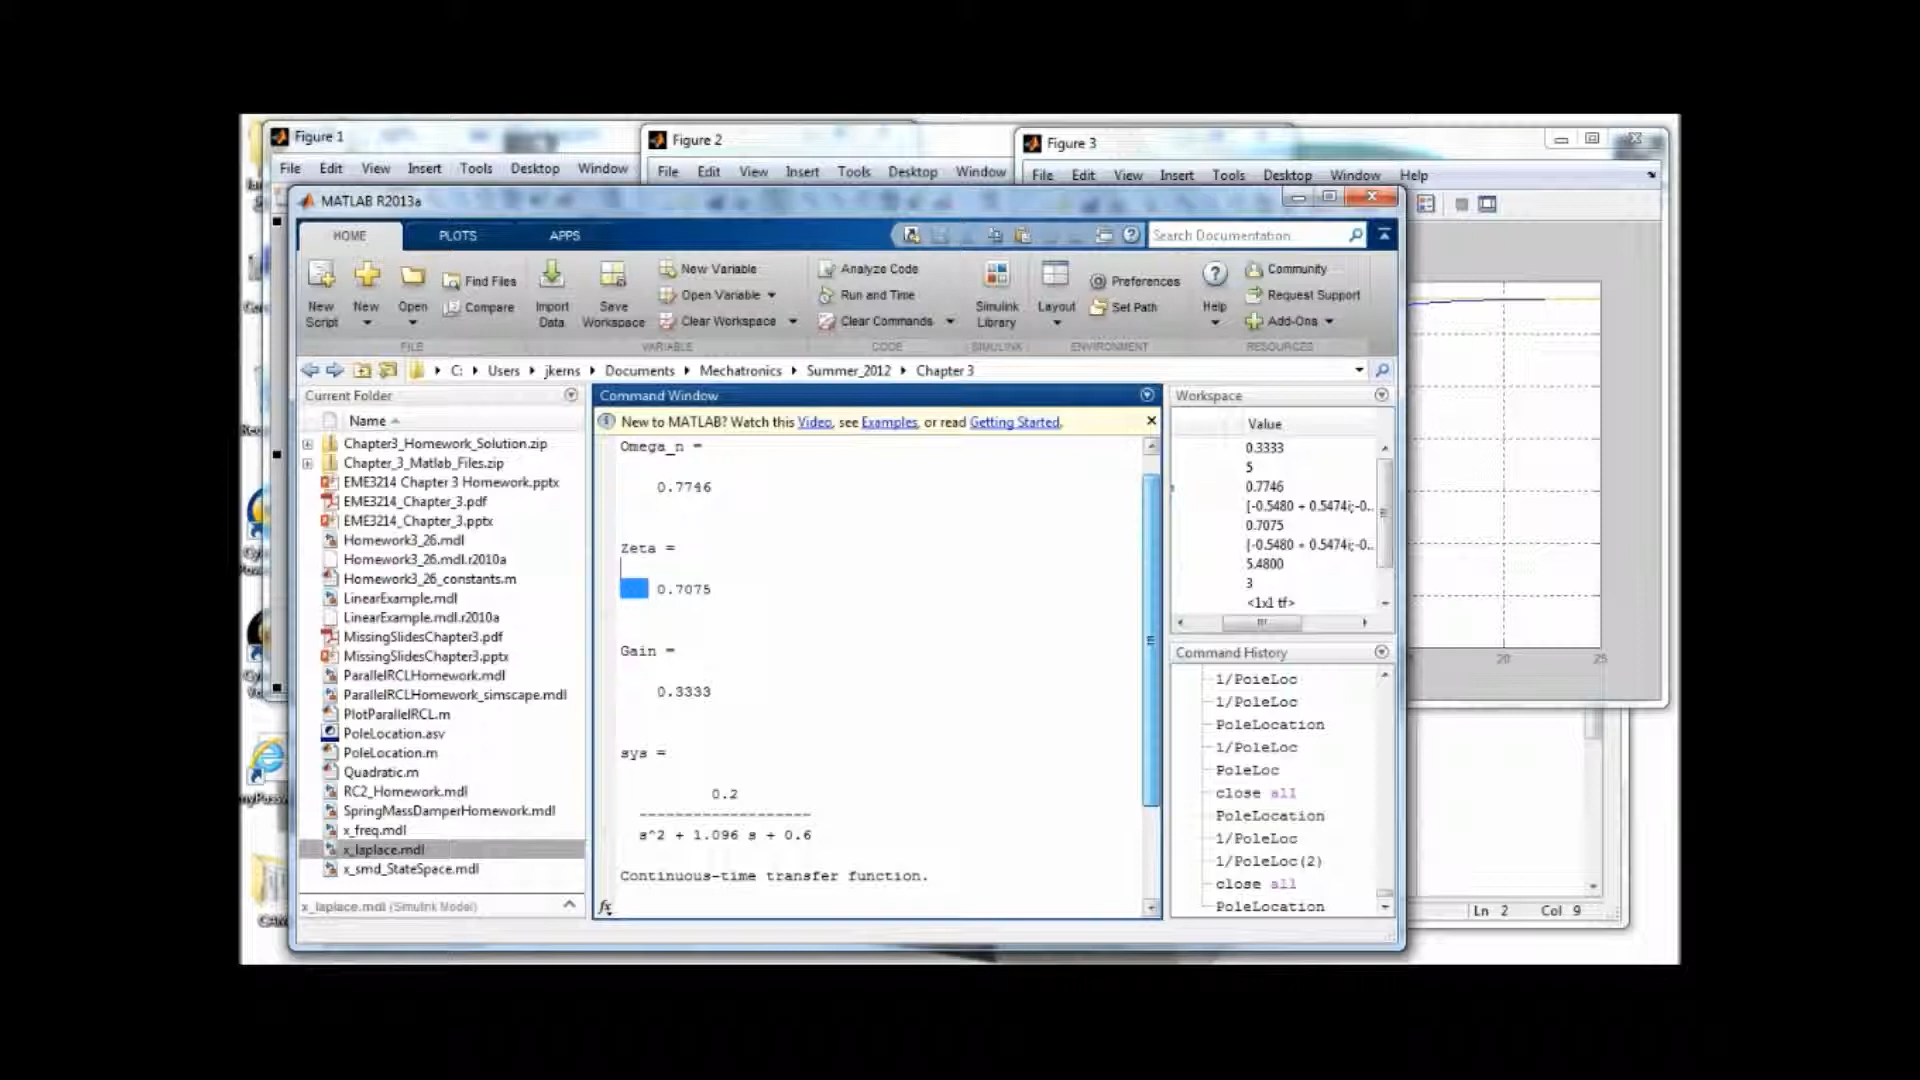 Figure 1
Figure 2
Figure 3
File Edit View Insert Tools Desktop Window
File Edit View Insert Tools Desktop Window
File Edit View Insert Tools Desktop Window Help
MATLAB R2013a
HOME PLOTS APPS
Search Documentation
New Script
New
Open
Find Files
Compare
Import Data
Save Workspace
New Variable
Open Variable
Clear Workspace
Analyze Code
Run and Time
Clear Commands
Simulink Library
Layout
Preferences
Set Path
Help
Community
Request Support
Add-Ons
FILE VARIABLE CODE SIMULINK ENVIRONMENT RESOURCES
C: Users jkerns Documents Mechatronics Summer_2012 Chapter 3
Current Folder
Name
Chapter3_Homework_Solution.zip
Chapter_3_Matlab_Files.zip
EME3214 Chapter 3 Homework.pptx
EME3214_Chapter_3.pdf
EME3214_Chapter_3.pptx
Homework3_26.mdl
Homework3_26.mdl.r2010a
Homework3_26_constants.m
LinearExample.mdl
LinearExample.mdl.r2010a
MissingSlidesChapter3.pdf
MissingSlidesChapter3.pptx
ParallelRCLHomework.mdl
ParallelRCLHomework_simscape.mdl
PlotParallelRCL.m
PoleLocation.asv
PoleLocation.m
Quadratic.m
RC2_Homework.mdl
SpringMassDamperHomework.mdl
x_freq.mdl
x_laplace.mdl
x_smd_StateSpace.mdl
x_laplace.mdl (Simulink Model)
Command Window
New to MATLAB? Watch this Video, see Examples, or read Getting Started.
Omega_n =
0.7746
Zeta =
0.7075
Gain =
0.3333
sys =
0.2
-------------------
s^2 + 1.096 s + 0.6
Continuous-time transfer function.
fx
Workspace
Value
0.3333
5
0.7746
[-0.5480 + 0.5474i;-0...
0.7075
[-0.5480 + 0.5474i;-0...
5.4800
3
<1x1 tf>
Command History
1/PoleLoc
1/PoleLoc
PoleLocation
1/PoleLoc
PoleLoc
close all
PoleLocation
1/PoleLoc
1/PoleLoc(2)
close all
PoleLocation
20 25
Ln 2 Col 9